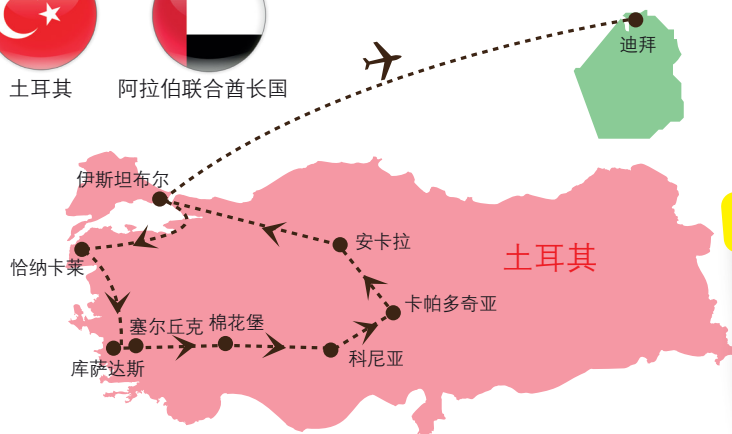 土耳其
阿拉伯联合酋长国
迪拜
伊斯坦布尔
恰纳卡莱
安卡拉
土耳其
卡帕多奇亚
塞尔丘克
棉花堡
库萨达斯
科尼亚